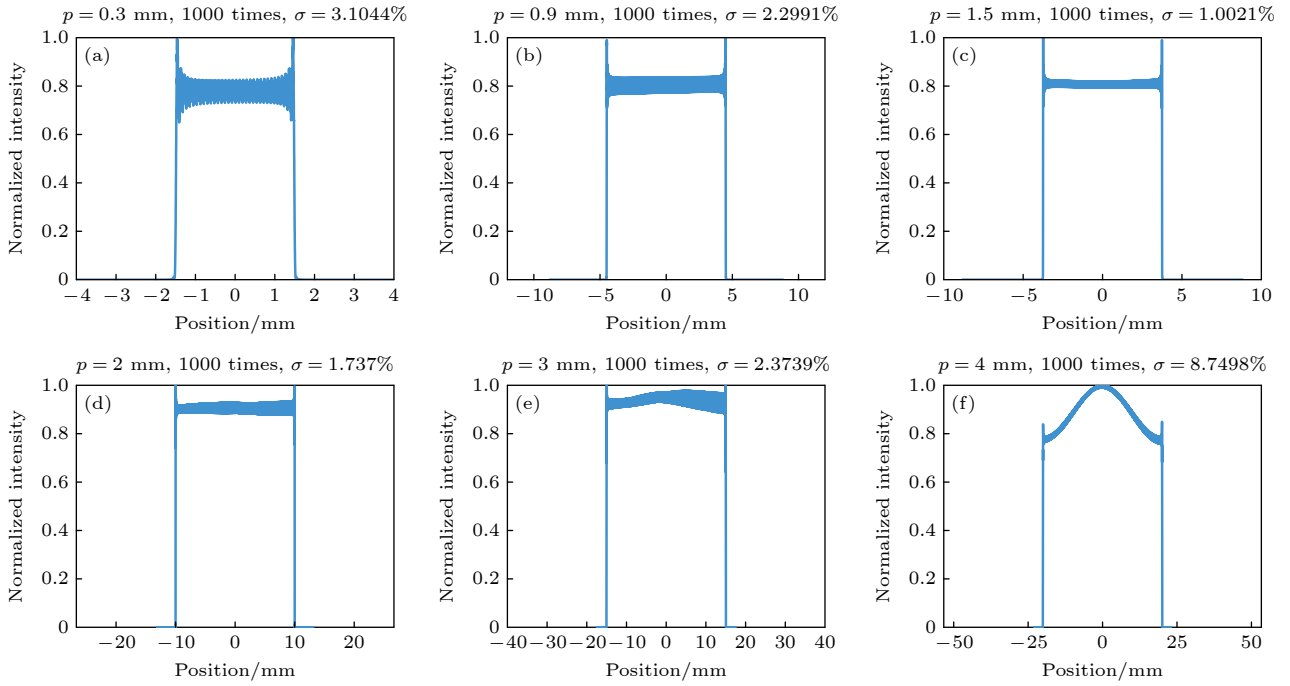 p = 0.3 mm, 1000 times, σ = 3.1044%
(a)
Normalized intensity
1.0
0.8
0.6
0.4
0.2
0
−4 −3 −2 −1 0 1 2 3 4
Position/mm
p = 0.9 mm, 1000 times, σ = 2.2991%
(b)
Normalized intensity
1.0
0.8
0.6
0.4
0.2
0
−10 −5 0 5 10
Position/mm
p = 1.5 mm, 1000 times, σ = 1.0021%
(c)
Normalized intensity
1.0
0.8
0.6
0.4
0.2
0
−10 −5 0 5 10
Position/mm
p = 2 mm, 1000 times, σ = 1.737%
(d)
Normalized intensity
1.0
0.8
0.6
0.4
0.2
0
−20 −10 0 10 20
Position/mm
p = 3 mm, 1000 times, σ = 2.3739%
(e)
Normalized intensity
1.0
0.8
0.6
0.4
0.2
0
−40 −30 −20 −10 0 10 20 30 40
Position/mm
p = 4 mm, 1000 times, σ = 8.7498%
(f)
Normalized intensity
1.0
0.8
0.6
0.4
0.2
0
−50 −25 0 25 50
Position/mm